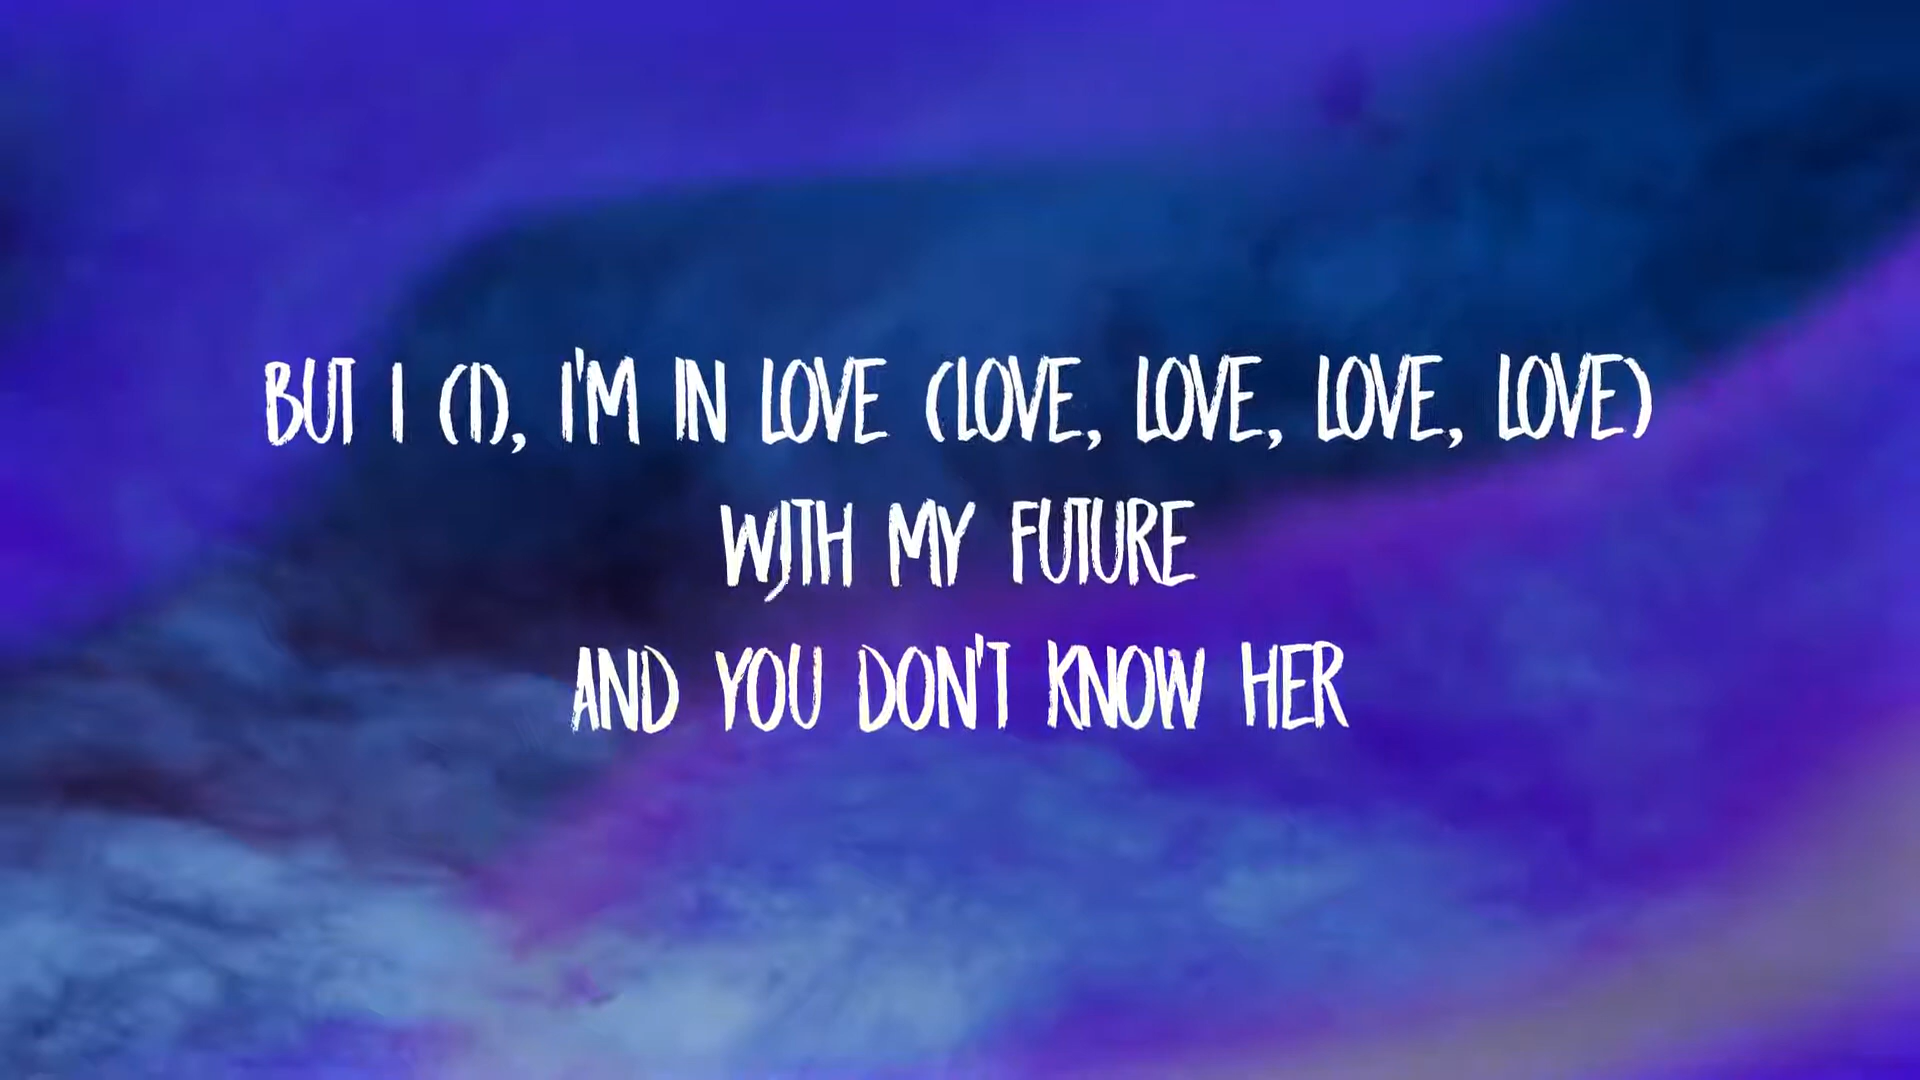 BUT I (I), I'M IN LOVE (LOVE, LOVE, LOVE, LOVE)
WITH MY FUTURE
AND YOU DON'T KNOW HER